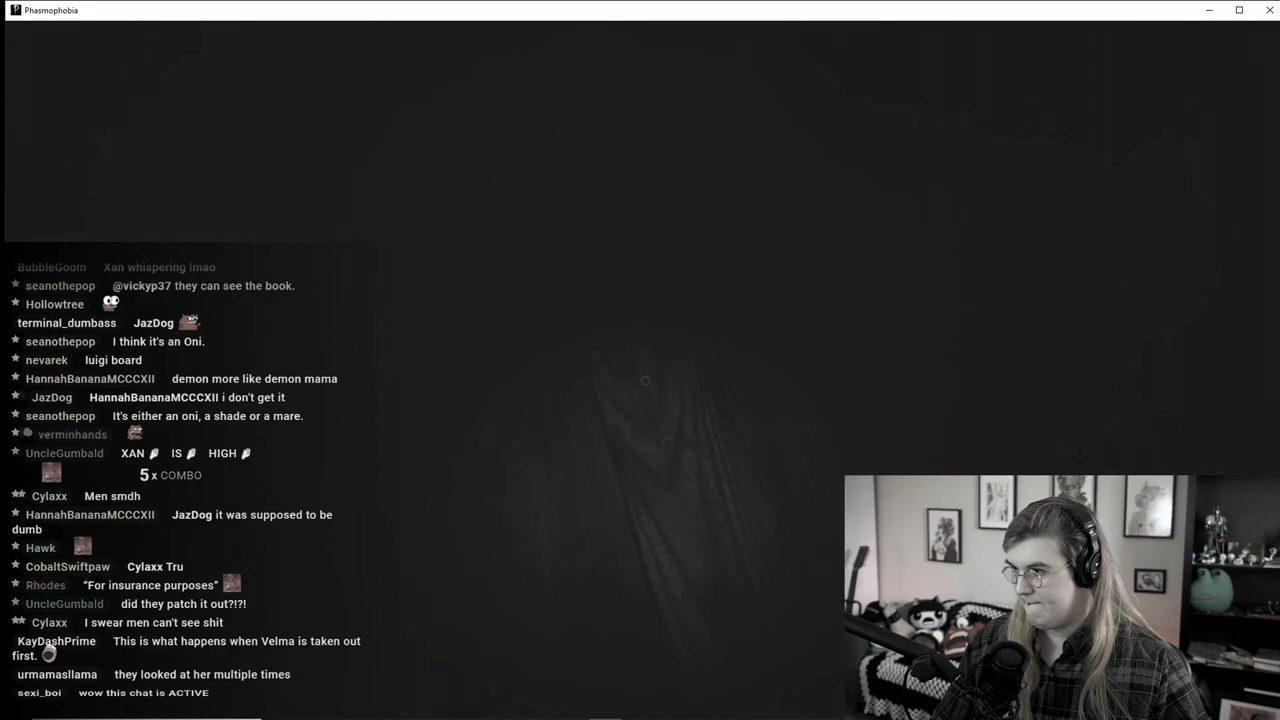 Phasmophobia
BubbleGoom Xan whispering lmao
seanothepop @vickyp37 they can see the book.
Hollowtree
terminal_dumbass JazDog
seanothepop I think it's an Oni.
nevarek luigi board
HannahBananaMCCCXII demon more like demon mama
JazDog HannahBananaMCCCXII i don't get it
seanothepop It's either an oni, a shade or a mare.
verminhands
UncleGumbald XAN IS HIGH
5x COMBO
Cylaxx Men smdh
HannahBananaMCCCXII JazDog it was supposed to be
dumb
Hawk
CobaltSwiftpaw Cylaxx Tru
Rhodes “For insurance purposes”
UncleGumbald did they patch it out?!?!
Cylaxx I swear men can't see shit
KayDashPrime This is what happens when Velma is taken out
first.
urmamasllama they looked at her multiple times
sexi_boi wow this chat is ACTIVE